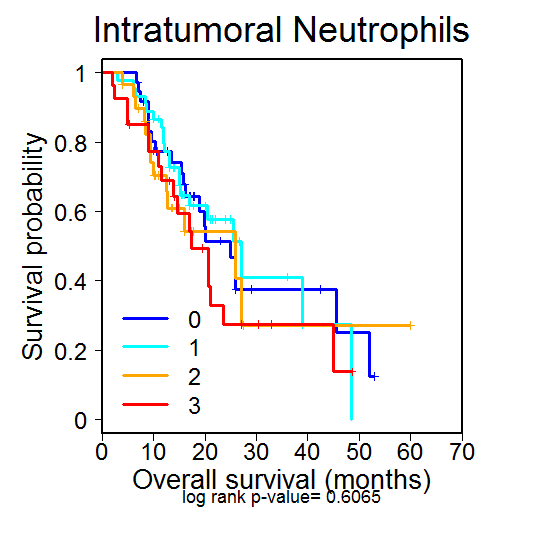 Intratumoral Neutrophils
Survival probability
1
0.8
0.6
0.4
0.2
0
0
1
2
3
0 10 20 30 40 50 60 70
Overall survival (months)
log rank p-value= 0.6065